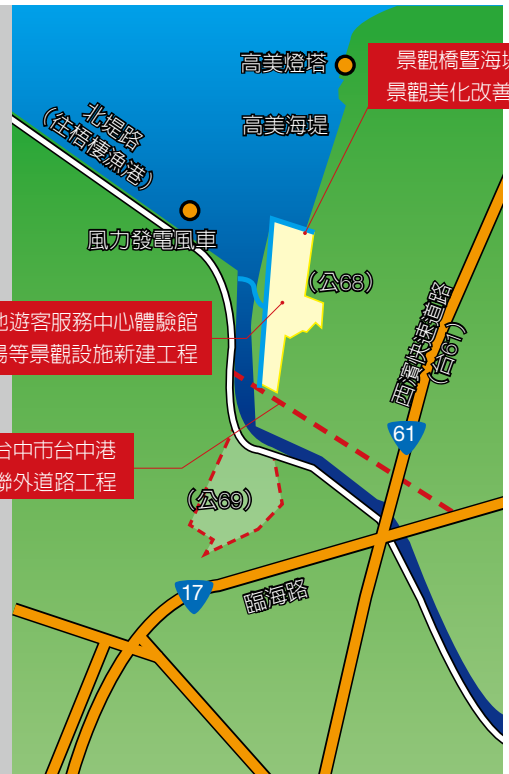 高美燈塔
景觀橋暨海堤
景觀美化改善
北堤路
(往梧棲漁港)
高美海堤
風力發電風車
(公68)
地遊客服務中心體驗館
場等景觀設施新建工程
西濱快速道路
(台61)
61
台中市台中港
聯外道路工程
(公69)
17
臨海路